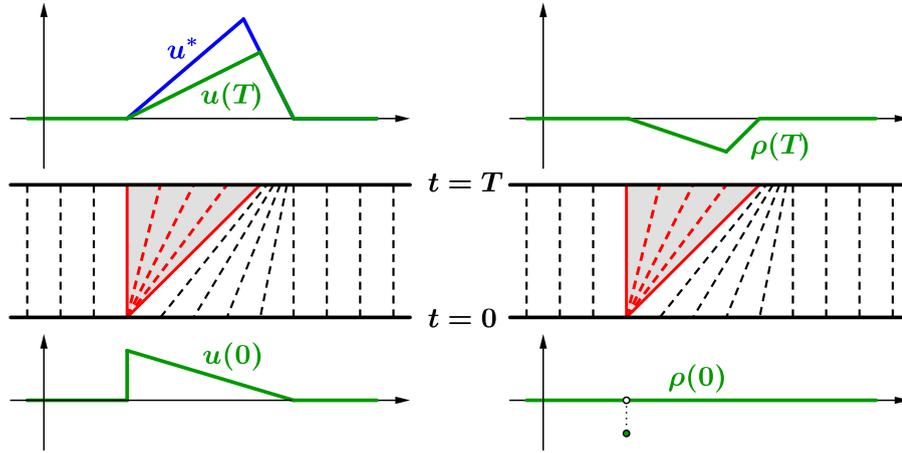 u*
u(T)
ρ(T)
t = T
t = 0
u(0)
ρ(0)